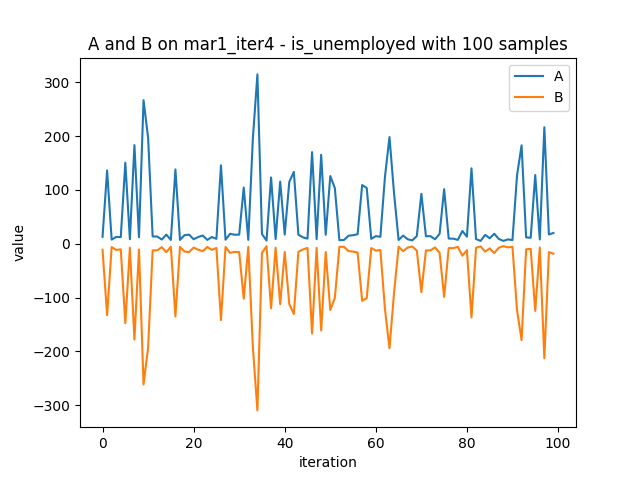 A and B on mar1_iter4 - is_unemployed with 100 samples
A
B
300
200
100
0
−100
−200
−300
value
0
20
40
60
80
100
iteration